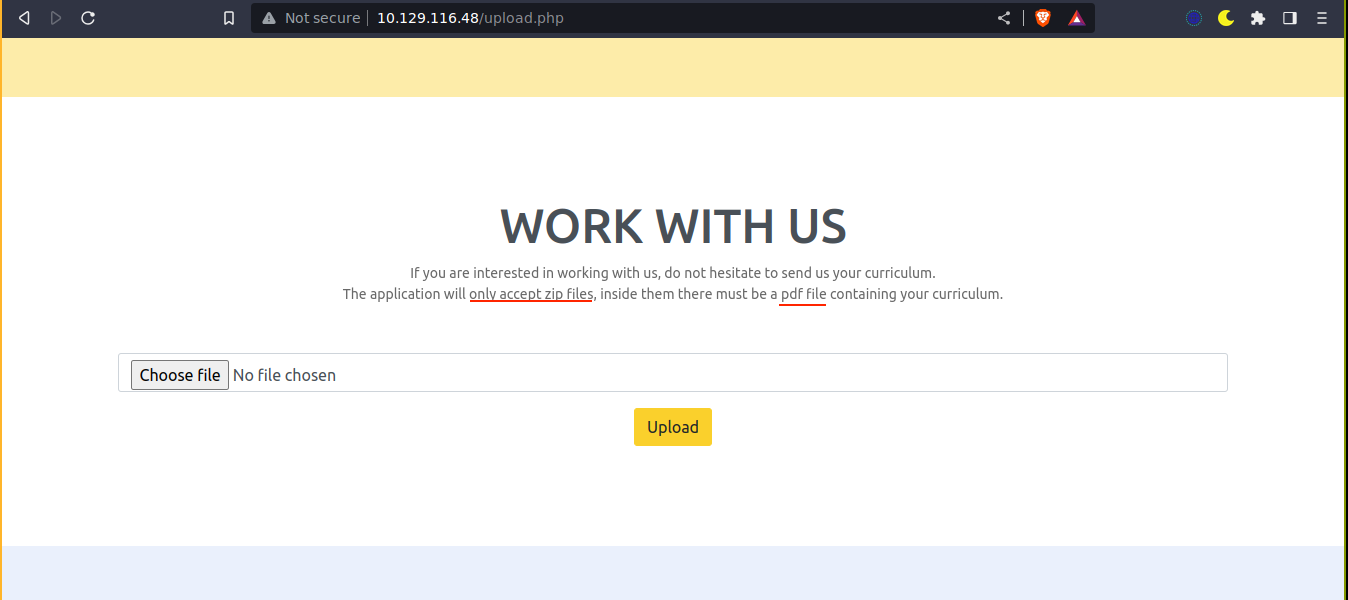 Not secure 10.129.116.48/upload.php
WORK WITH US
If you are interested in working with us, do not hesitate to send us your curriculum.
The application will only accept zip files, inside them there must be a pdf file containing your curriculum.
Choose file No file chosen
Upload